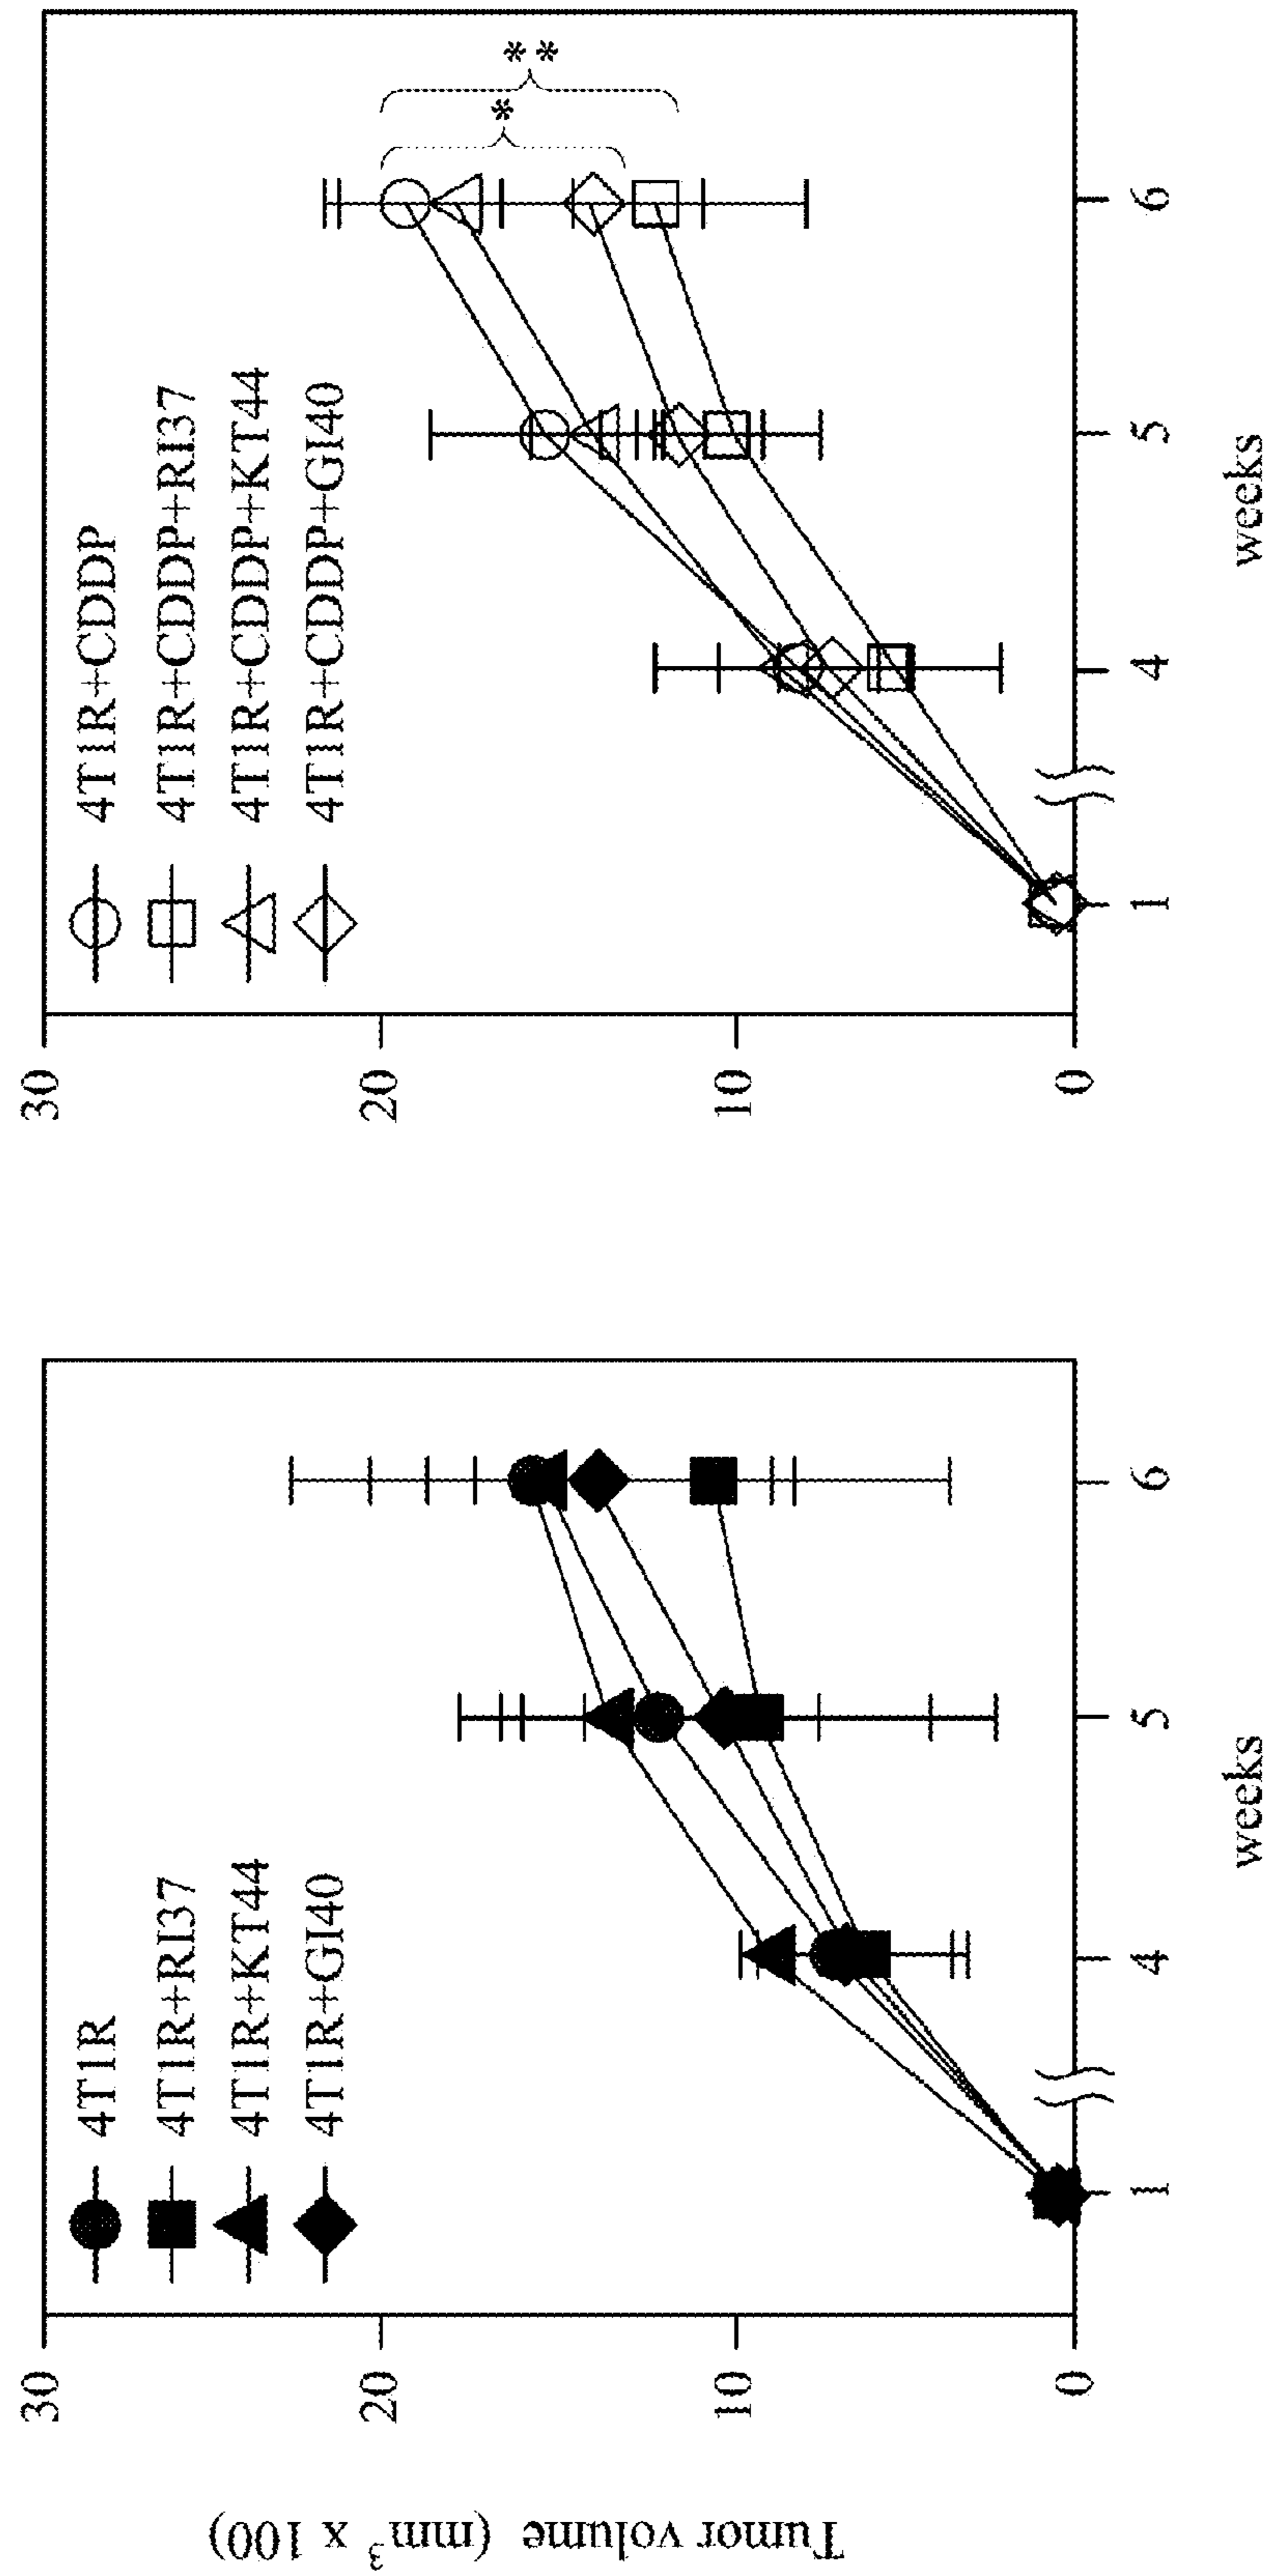 Tumor volume (mm³ x 100)
30
20
10
0
4T1R
4T1R+RI37
4T1R+KT44
4T1R+GI40
1
4
5
6
weeks
30
20
10
0
4T1R+CDDP
4T1R+CDDP+RI37
4T1R+CDDP+KT44
4T1R+CDDP+GI40
*
**
1
4
5
6
weeks